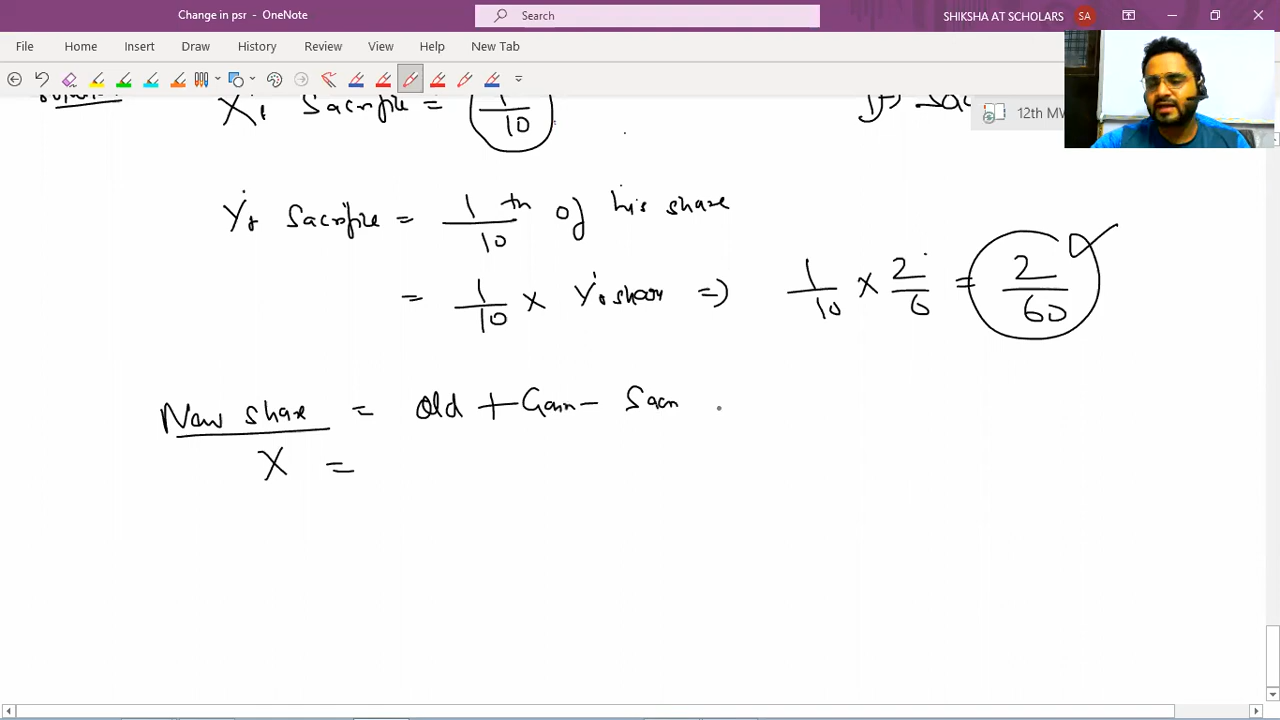 Change in psr - OneNote
Search
SHIKSHA AT SCHOLARS SA
File Home Insert Draw History Review View Help New Tab
Xs Sacrifice = 1/10
12th MW
Y's Sacrifice = 1/10 th of his share
= 1/10 × Y's share => 1/10 × 2/6 = 2/60
New share = Old + Gain - Sacri
X =